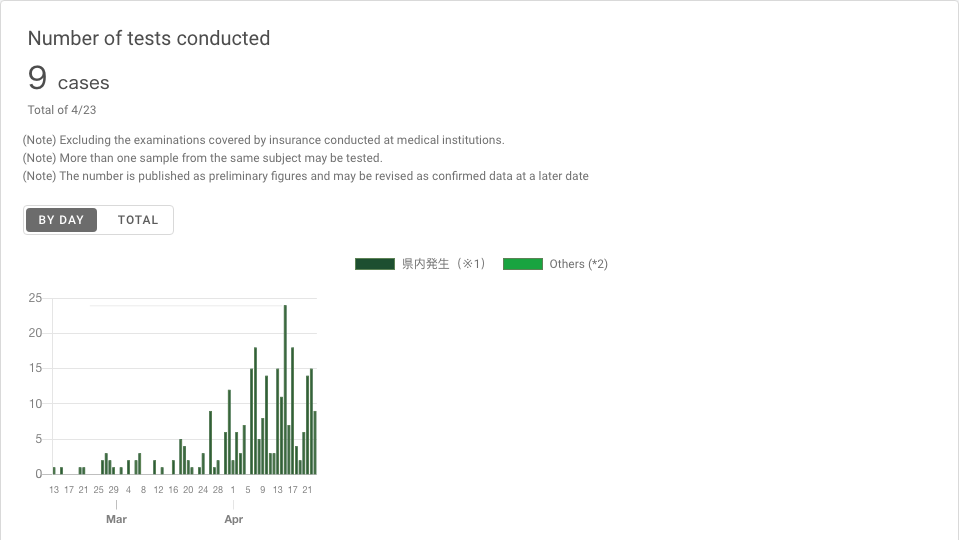 Number of tests conducted
9 cases
Total of 4/23
(Note) Excluding the examinations covered by insurance conducted at medical institutions.
(Note) More than one sample from the same subject may be tested.
(Note) The number is published as preliminary figures and may be revised as confirmed data at a later date
BY DAY TOTAL
県内発生（※1） Others (*2)
25
20
15
10
5
0
13 17 21 25 29 4 8 12 16 20 24 28 1 5 9 13 17 21
Mar Apr